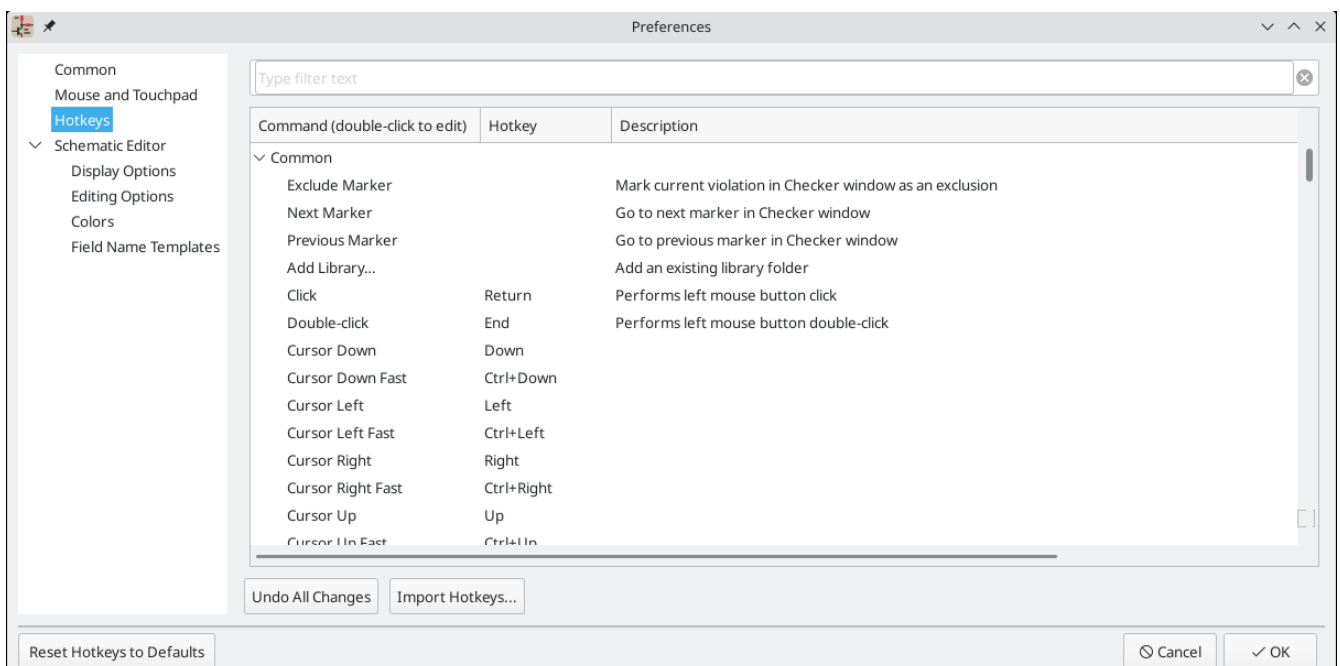 Preferences
Common
Mouse and Touchpad
Hotkeys
Schematic Editor
Display Options
Editing Options
Colors
Field Name Templates
Type filter text
Command (double-click to edit) Hotkey Description
Common
Exclude Marker Mark current violation in Checker window as an exclusion
Next Marker Go to next marker in Checker window
Previous Marker Go to previous marker in Checker window
Add Library... Add an existing library folder
Click Return Performs left mouse button click
Double-click End Performs left mouse button double-click
Cursor Down Down
Cursor Down Fast Ctrl+Down
Cursor Left Left
Cursor Left Fast Ctrl+Left
Cursor Right Right
Cursor Right Fast Ctrl+Right
Cursor Up Up
Cursor Up Fast Ctrl+Up
Undo All Changes Import Hotkeys...
Reset Hotkeys to Defaults Cancel OK